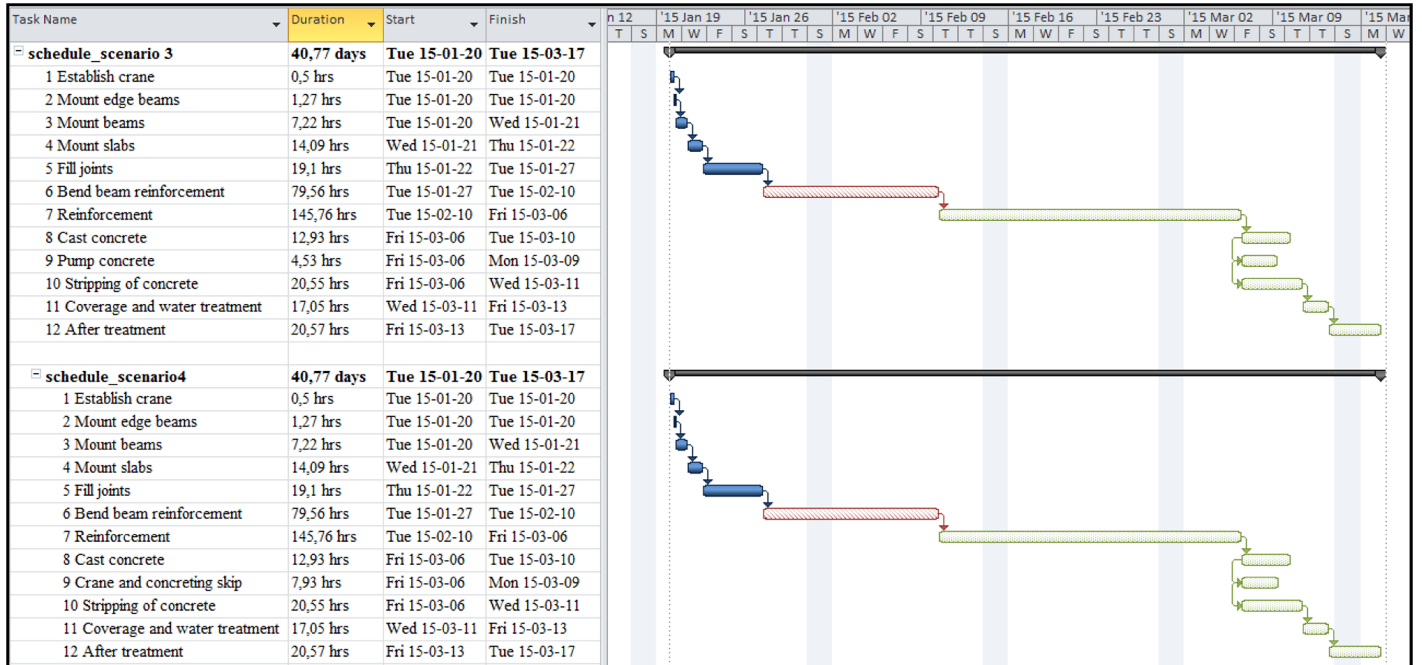 Task Name Duration Start Finish n 12 '15 Jan 19 '15 Jan 26 '15 Feb 02 '15 Feb 09 '15 Feb 16 '15 Feb 23 '15 Mar 02 '15 Mar 09 '15 Mar
T S M W F S T T S M W F S T T S M W F S T T S M W F S T T S M W
schedule_scenario 3 40,77 days Tue 15-01-20 Tue 15-03-17
1 Establish crane 0,5 hrs Tue 15-01-20 Tue 15-01-20
2 Mount edge beams 1,27 hrs Tue 15-01-20 Tue 15-01-20
3 Mount beams 7,22 hrs Tue 15-01-20 Wed 15-01-21
4 Mount slabs 14,09 hrs Wed 15-01-21 Thu 15-01-22
5 Fill joints 19,1 hrs Thu 15-01-22 Tue 15-01-27
6 Bend beam reinforcement 79,56 hrs Tue 15-01-27 Tue 15-02-10
7 Reinforcement 145,76 hrs Tue 15-02-10 Fri 15-03-06
8 Cast concrete 12,93 hrs Fri 15-03-06 Tue 15-03-10
9 Pump concrete 4,53 hrs Fri 15-03-06 Mon 15-03-09
10 Stripping of concrete 20,55 hrs Fri 15-03-06 Wed 15-03-11
11 Coverage and water treatment 17,05 hrs Wed 15-03-11 Fri 15-03-13
12 After treatment 20,57 hrs Fri 15-03-13 Tue 15-03-17
schedule_scenario4 40,77 days Tue 15-01-20 Tue 15-03-17
1 Establish crane 0,5 hrs Tue 15-01-20 Tue 15-01-20
2 Mount edge beams 1,27 hrs Tue 15-01-20 Tue 15-01-20
3 Mount beams 7,22 hrs Tue 15-01-20 Wed 15-01-21
4 Mount slabs 14,09 hrs Wed 15-01-21 Thu 15-01-22
5 Fill joints 19,1 hrs Thu 15-01-22 Tue 15-01-27
6 Bend beam reinforcement 79,56 hrs Tue 15-01-27 Tue 15-02-10
7 Reinforcement 145,76 hrs Tue 15-02-10 Fri 15-03-06
8 Cast concrete 12,93 hrs Fri 15-03-06 Tue 15-03-10
9 Crane and concreting skip 7,93 hrs Fri 15-03-06 Mon 15-03-09
10 Stripping of concrete 20,55 hrs Fri 15-03-06 Wed 15-03-11
11 Coverage and water treatment 17,05 hrs Wed 15-03-11 Fri 15-03-13
12 After treatment 20,57 hrs Fri 15-03-13 Tue 15-03-17